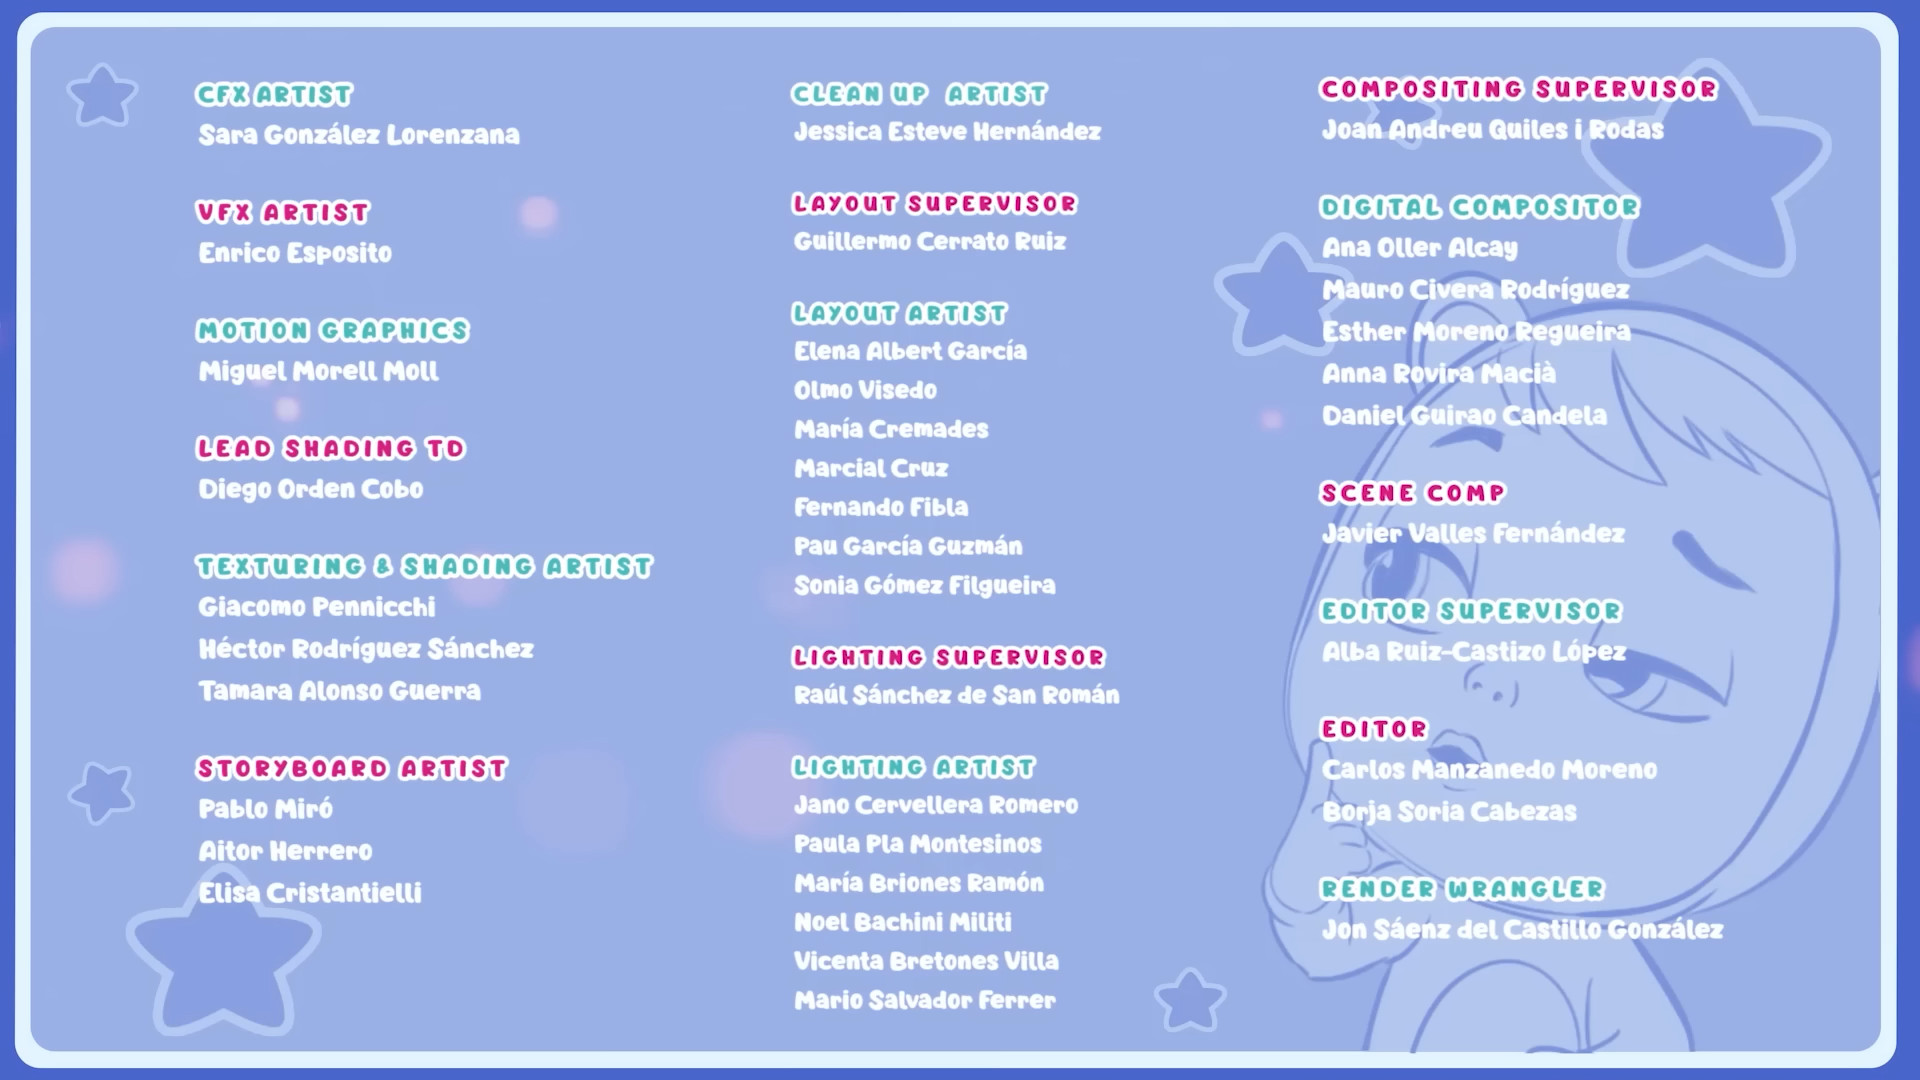 CFX ARTIST
Sara González Lorenzana
VFX ARTIST
Enrico Esposito
MOTION GRAPHICS
Miguel Morell Moll
LEAD SHADING TD
Diego Orden Cobo
TEXTURING & SHADING ARTIST
Giacomo Pennicchi
Héctor Rodríguez Sánchez
Tamara Alonso Guerra
STORYBOARD ARTIST
Pablo Miró
Aitor Herrero
Elisa Cristantielli
CLEAN UP ARTIST
Jessica Esteve Hernández
LAYOUT SUPERVISOR
Guillermo Cerrato Ruiz
LAYOUT ARTIST
Elena Albert García
Olmo Visedo
María Cremades
Marcial Cruz
Fernando Fibla
Pau García Guzmán
Sonia Gómez Filgueira
LIGHTING SUPERVISOR
Raúl Sánchez de San Román
LIGHTING ARTIST
Jano Cervellera Romero
Paula Pla Montesinos
María Briones Ramón
Noel Bachini Militi
Vicenta Bretones Villa
Mario Salvador Ferrer
COMPOSITING SUPERVISOR
Joan Andreu Quiles i Rodas
DIGITAL COMPOSITOR
Ana Oller Alcay
Mauro Civera Rodríguez
Esther Moreno Regueira
Anna Rovira Macià
Daniel Guirao Candela
SCENE COMP
Javier Valles Fernández
EDITOR SUPERVISOR
Alba Ruiz-Castizo López
EDITOR
Carlos Manzanedo Moreno
Borja Soria Cabezas
RENDER WRANGLER
Jon Sáenz del Castillo González